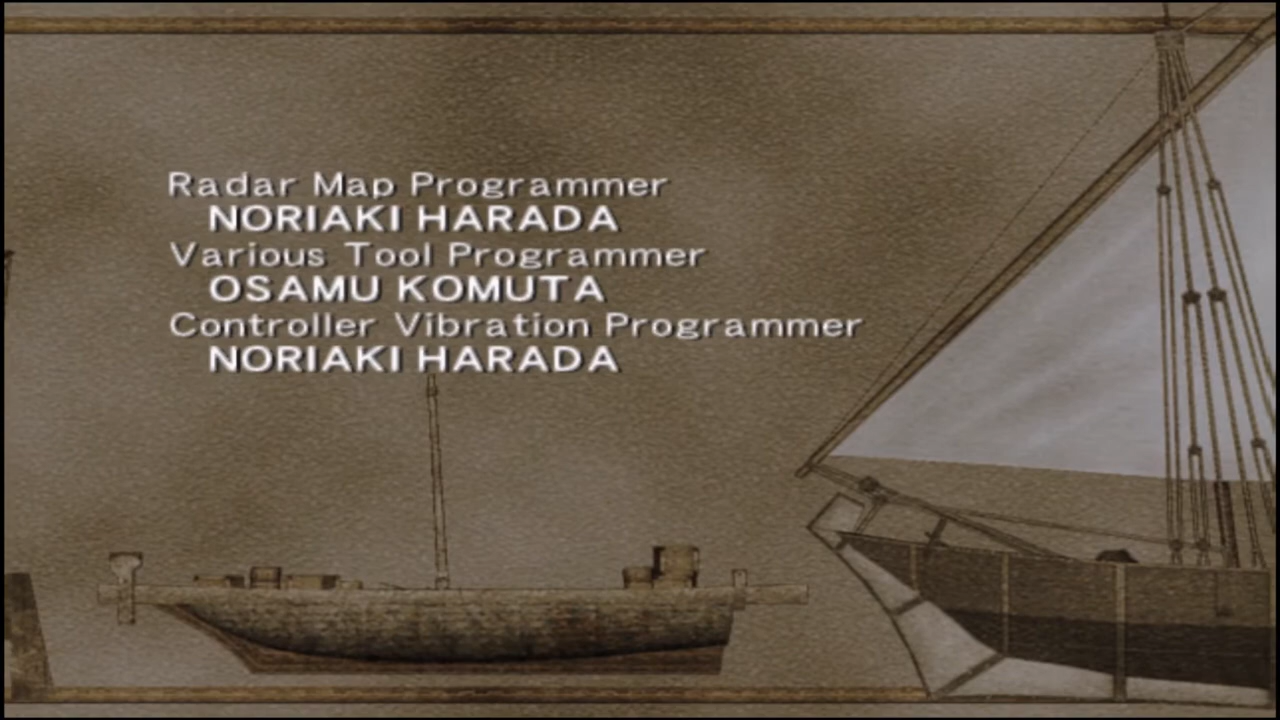 Radar Map Programmer
NORIAKI HARADA
Various Tool Programmer
OSAMU KOMUTA
Controller Vibration Programmer
NORIAKI HARADA